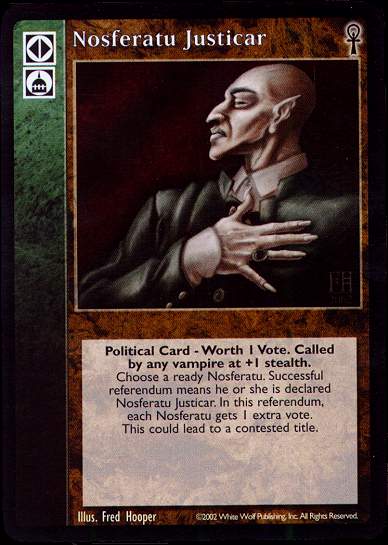 Nosferatu Justicar
FH
Political Card - Worth 1 Vote. Called
by any vampire at +1 stealth.
Choose a ready Nosferatu. Successful
referendum means he or she is declared
Nosferatu Justicar. In this referendum,
each Nosferatu gets 1 extra vote.
This could lead to a contested title.
Illus. Fred Hooper
©2002 White Wolf Publishing, Inc. All Rights Reserved.